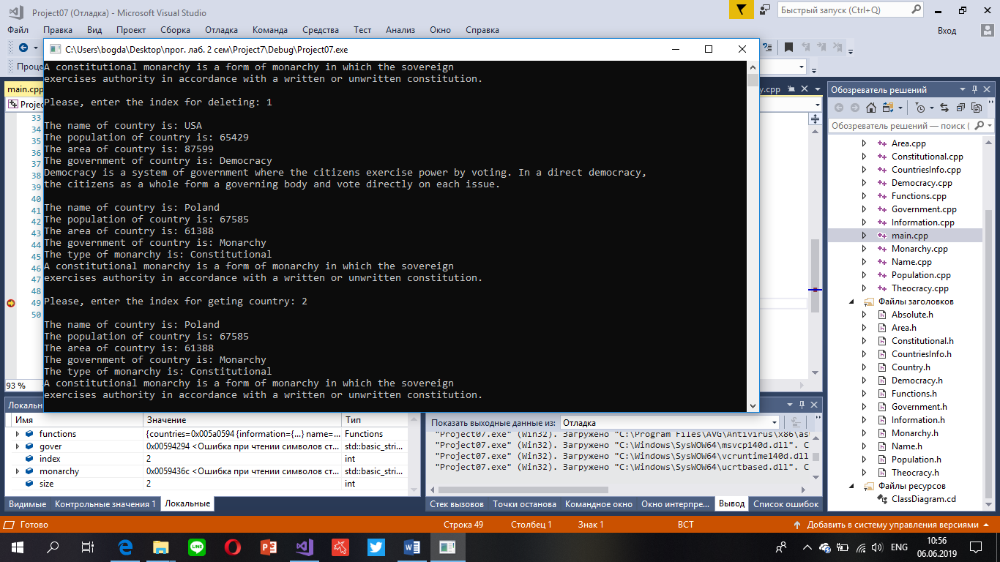 Project07 (Отладка) - Microsoft Visual Studio
Быстрый запуск (Ctrl+Q)
Файл Правка Вид Проект Сборка Отладка Команда Средства Тест Анализ Окно Справка
Вход
C:\Users\bogda\Desktop\прог. лаб. 2 сем\Project7\Debug\Project07.exe
Проце
main.cpp
Projec
y.cpp
33
34
35
36
37
38
39
40
41
42
43
44
45
46
47
48
49
50
93 %
A constitutional monarchy is a form of monarchy in which the sovereign
exercises authority in accordance with a written or unwritten constitution.
Please, enter the index for deleting: 1
The name of country is: USA
The population of country is: 65429
The area of country is: 87599
The government of country is: Democracy
Democracy is a system of government where the citizens exercise power by voting. In a direct democracy,
the citizens as a whole form a governing body and vote directly on each issue.
The name of country is: Poland
The population of country is: 67585
The area of country is: 61388
The government of country is: Monarchy
The type of monarchy is: Constitutional
A constitutional monarchy is a form of monarchy in which the sovereign
exercises authority in accordance with a written or unwritten constitution.
Please, enter the index for geting country: 2
The name of country is: Poland
The population of country is: 67585
The area of country is: 61388
The government of country is: Monarchy
The type of monarchy is: Constitutional
A constitutional monarchy is a form of monarchy in which the sovereign
exercises authority in accordance with a written or unwritten constitution.
Обозреватель решений
Обозреватель решений — поиск (
Area.cpp
Constitutional.cpp
CountriesInfo.cpp
Democracy.cpp
Functions.cpp
Government.cpp
Information.cpp
main.cpp
Monarchy.cpp
Name.cpp
Population.cpp
Theocracy.cpp
Файлы заголовков
Absolute.h
Area.h
Constitutional.h
CountriesInfo.h
Country.h
Democracy.h
Functions.h
Government.h
Information.h
Monarchy.h
Name.h
Population.h
Theocracy.h
Файлы ресурсов
ClassDiagram.cd
Локальн
Имя Значение Тип
functions {countries=0x005a0594 {information={...} name=... Functions
gover 0x00594294 <Ошибка при чтении символов ст... std::basic_stri...
index 2 int
monarchy 0x0059436c <Ошибка при чтении символов ст... std::basic_stri...
size 2 int
Видимые Контрольные значения 1 Локальные
Показать выходные данные из: Отладка
"Project07.exe" (Win32). Загружено "C:\Program Files\AVG\Antivirus\x86\as
"Project07.exe" (Win32). Загружено "C:\Windows\SysWOW64\msvcp140d.dll". С
"Project07.exe" (Win32). Загружено "C:\Windows\SysWOW64\vcruntime140d.dll
"Project07.exe" (Win32). Загружено "C:\Windows\SysWOW64\ucrtbased.dll". С
Стек вызовов Точки останова Командное окно Окно интерпре... Вывод Список ошибок
Готово Строка 49 Столбец 1 Знак 1 ВСТ Добавить в систему управления версиями
LINE
ENG
10:56
06.06.2019